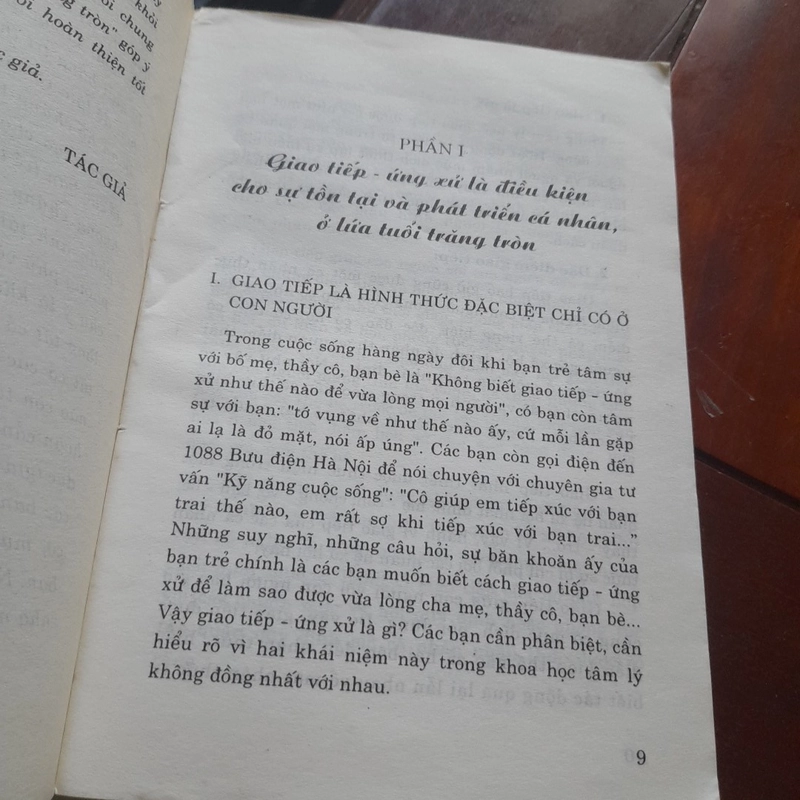 khôi
ối chung
g tròn" góp ý
ời hoàn thiện tốt
c giả.
TÁC GIẢ
PHẦN I
Giao tiếp - ứng xử là điều kiện
cho sự tồn tại và phát triển cá nhân,
ở lứa tuổi trăng tròn
I. GIAO TIẾP LÀ HÌNH THỨC ĐẶC BIỆT CHỈ CÓ Ở
CON NGƯỜI
Trong cuộc sống hàng ngày đôi khi bạn trẻ tâm sự
với bố mẹ, thầy cô, bạn bè là "Không biết giao tiếp - ứng
xử như thế nào để vừa lòng mọi người", có bạn còn tâm
sự với bạn: "tớ vụng về như thế nào ấy, cứ mỗi lần gặp
ai lạ là đỏ mặt, nói ấp úng". Các bạn còn gọi điện đến
1088 Bưu điện Hà Nội để nói chuyện với chuyên gia tư
vấn "Kỹ năng cuộc sống": "Cô giúp em tiếp xúc với bạn
trai thế nào, em rất sợ khi tiếp xúc với bạn trai..."
Những suy nghĩ, những câu hỏi, sự băn khoăn ấy của
bạn trẻ chính là các bạn muốn biết cách giao tiếp - ứng
xử để làm sao được vừa lòng cha mẹ, thầy cô, bạn bè...
Vậy giao tiếp - ứng xử là gì? Các bạn cần phân biệt, cần
hiểu rõ vì hai khái niệm này trong khoa học tâm lý
không đồng nhất với nhau.
9